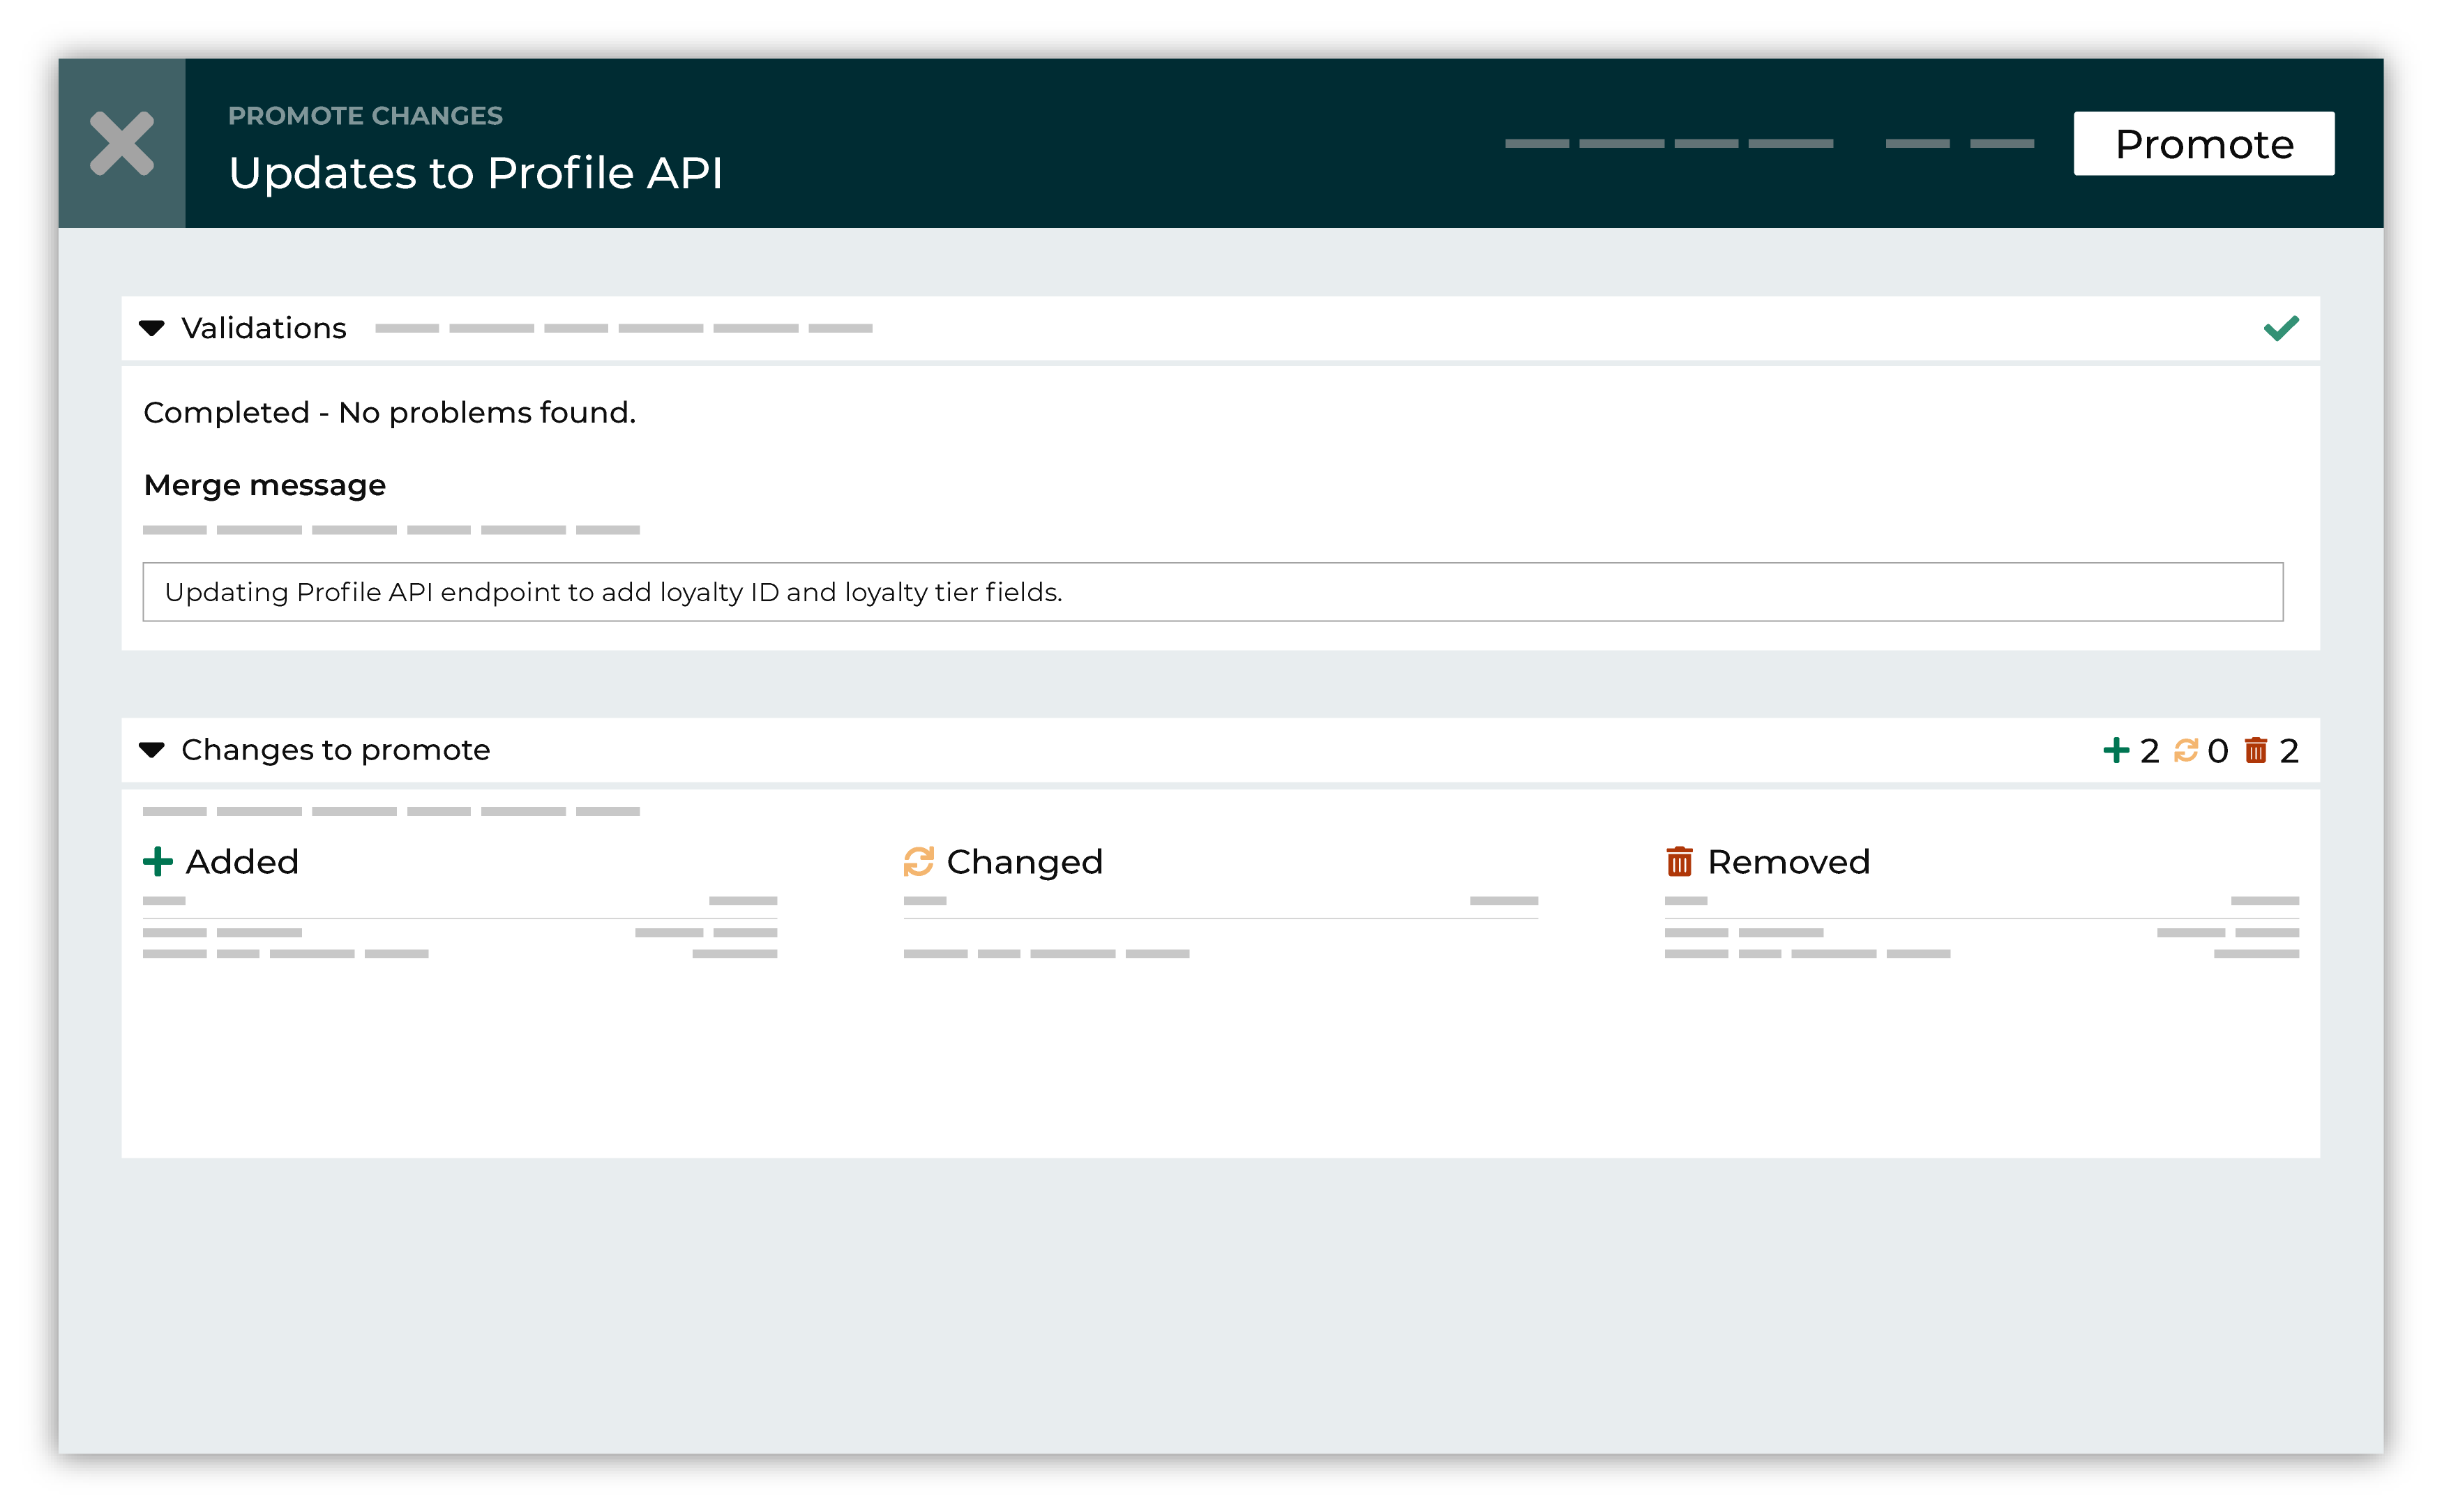 PROMOTE CHANGES
Updates to Profile API
Promote
Validations
Completed - No problems found.
Merge message
Updating Profile API endpoint to add loyalty ID and loyalty tier fields.
Changes to promote
2 0 2
Added
Changed
Removed